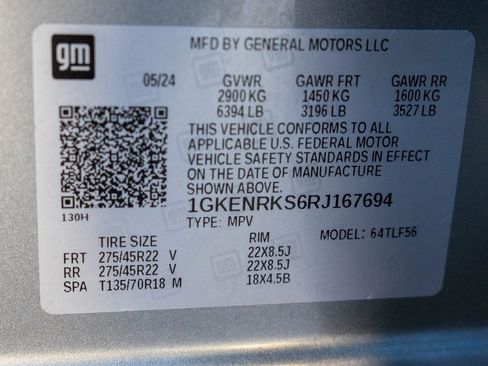 gm
MFD BY GENERAL MOTORS LLC
05/24 GVWR GAWR FRT GAWR RR
2900 KG 1450 KG 1600 KG
6394 LB 3196 LB 3527 LB
THIS VEHICLE CONFORMS TO ALL
APPLICABLE U.S. FEDERAL MOTOR
VEHICLE SAFETY STANDARDS IN EFFECT
ON THE DATE OF MANUFACTURE
SHOWN ABOVE.
1GKENRKS6RJ167694
130H
TYPE: MPV MODEL: 64TLF56
TIRE SIZE RIM
FRT 275/45R22 V 22X8.5J
RR 275/45R22 V 22X8.5J
SPA T135/70R18 M 18X4.5B